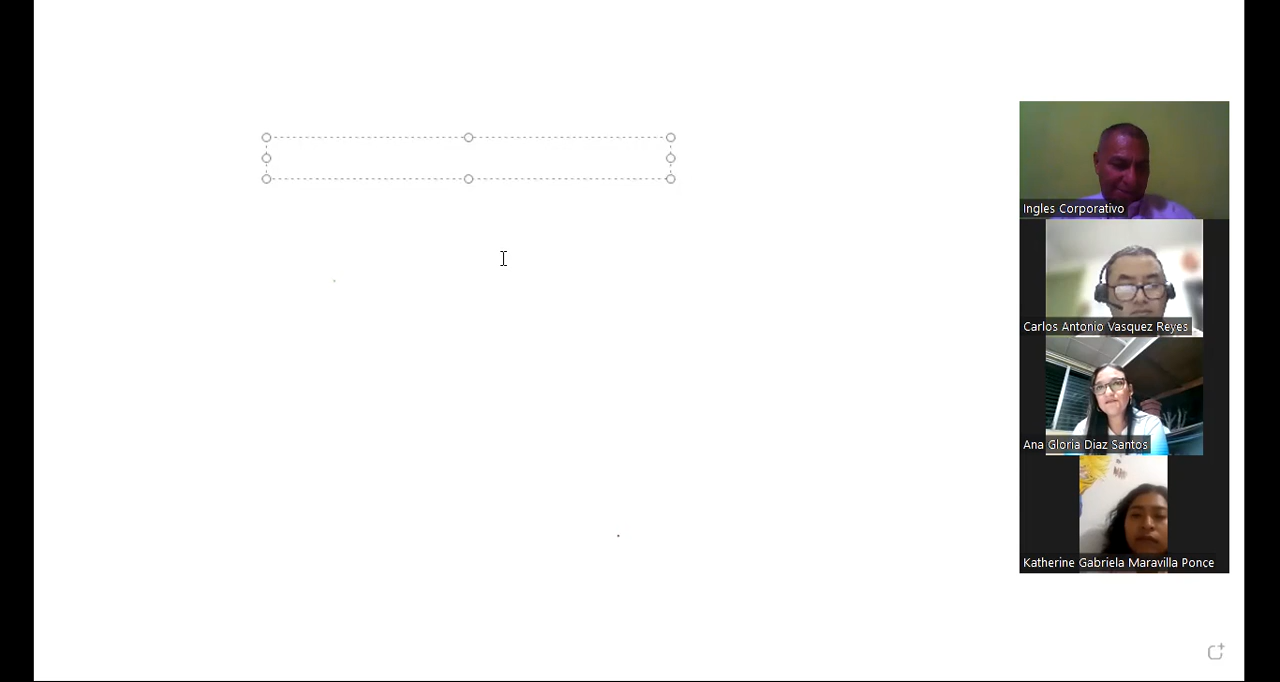 Ingles Corporativo
Carlos Antonio Vasquez Reyes
Ana Gloria Diaz Santos
Katherine Gabriela Maravilla Ponce